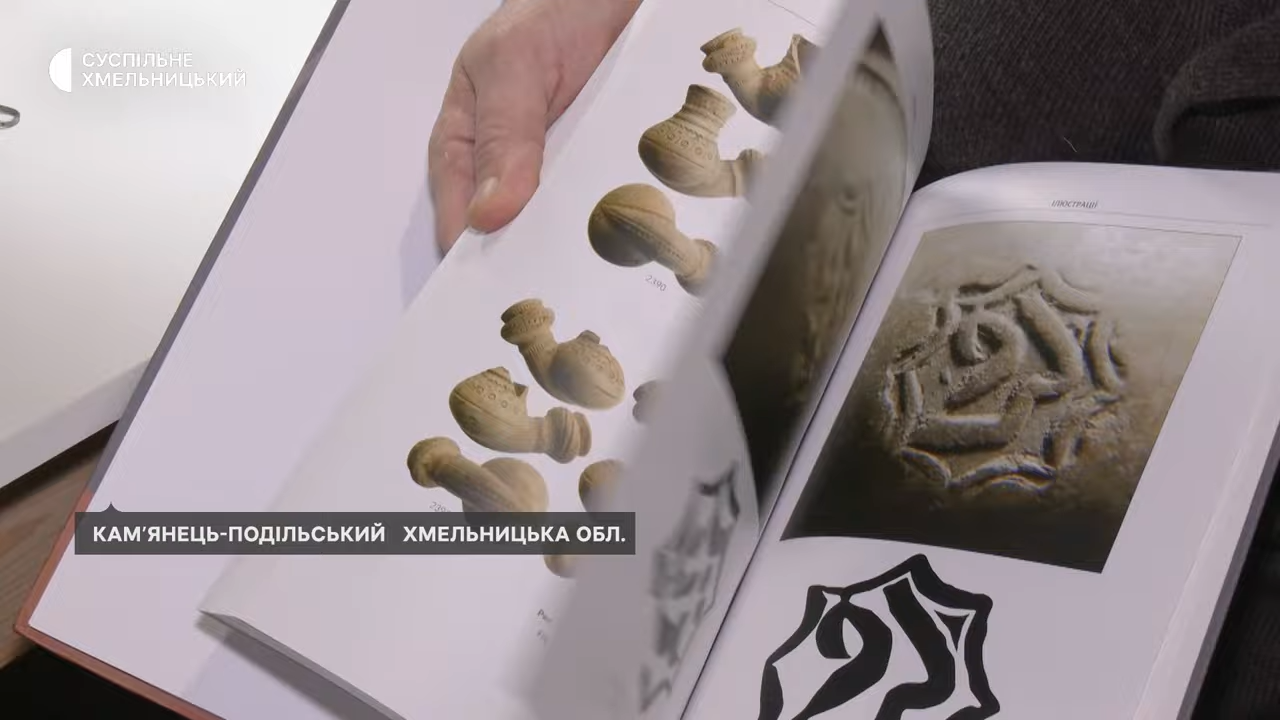 СУСПІЛЬНЕ
ХМЕЛЬНИЦЬКИЙ
ІЛЮСТРАЦІЇ
2390
КАМ'ЯНЕЦЬ-ПОДІЛЬСЬКИЙ ХМЕЛЬНИЦЬКА ОБЛ.